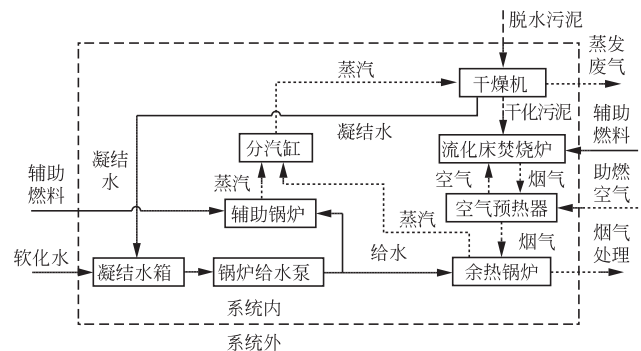 脱水污泥
蒸发
废气
蒸汽
干燥机
干化污泥
辅助
燃料
凝结水
分汽缸
流化床焚烧炉
凝结
水
蒸汽
空气
烟气
助燃
空气
辅助
燃料
辅助锅炉
空气预热器
蒸汽
烟气
烟气
处理
软化水
凝结水箱
锅炉给水泵
给水
余热锅炉
系统内
系统外